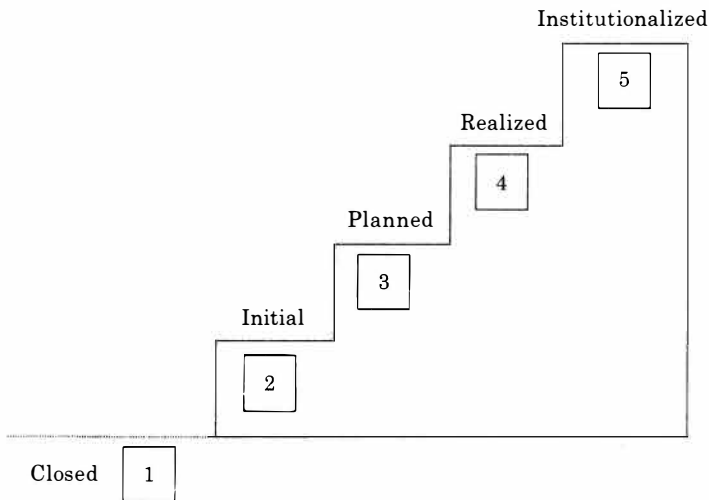 Institutionalized
5
Realized
4
Planned
3
Initial
2
Closed 1